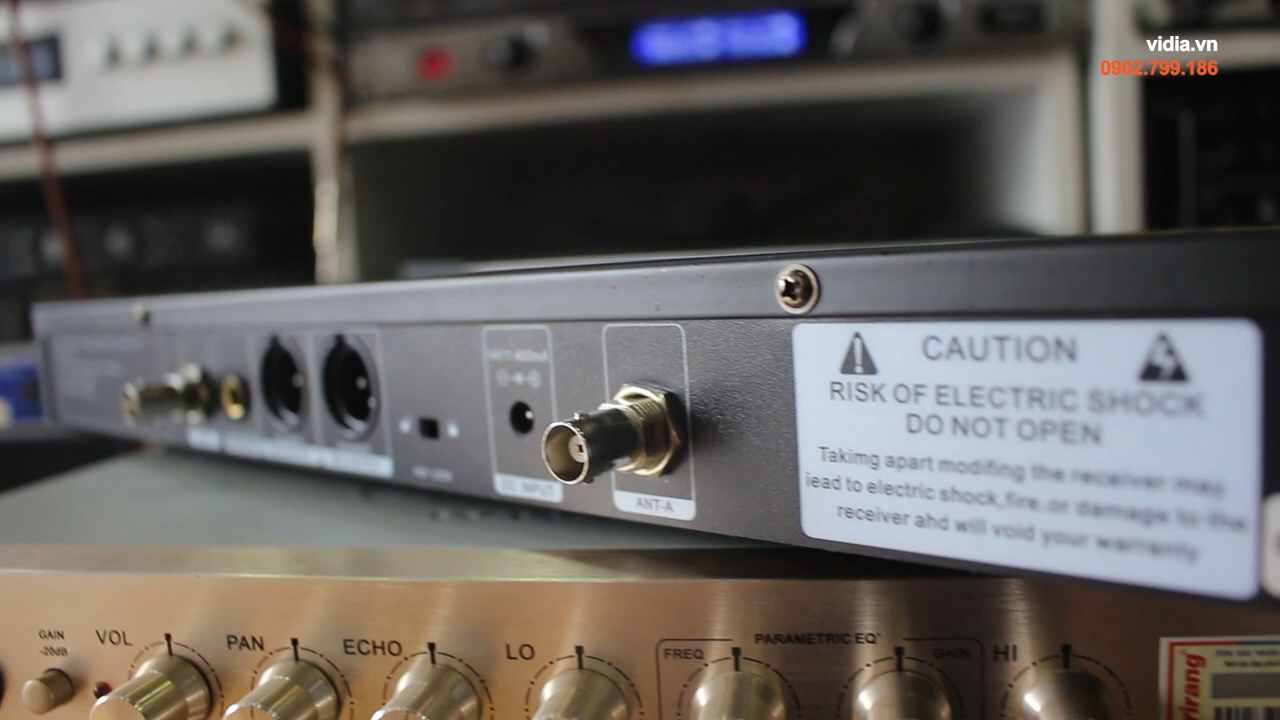 vidia.vn
0902.799.186
CAUTION
RISK OF ELECTRIC SHOCK
DO NOT OPEN
Takimg apart modifing the receiver may
iead to electric shock,fire,or damage to the
receiver ahd will void your warranly
DC INPUT
ANT-A
GAIN
-20dB
VOL
PAN
ECHO
LO
PARAMETRIC EQ
FREQ
GAIN
HI